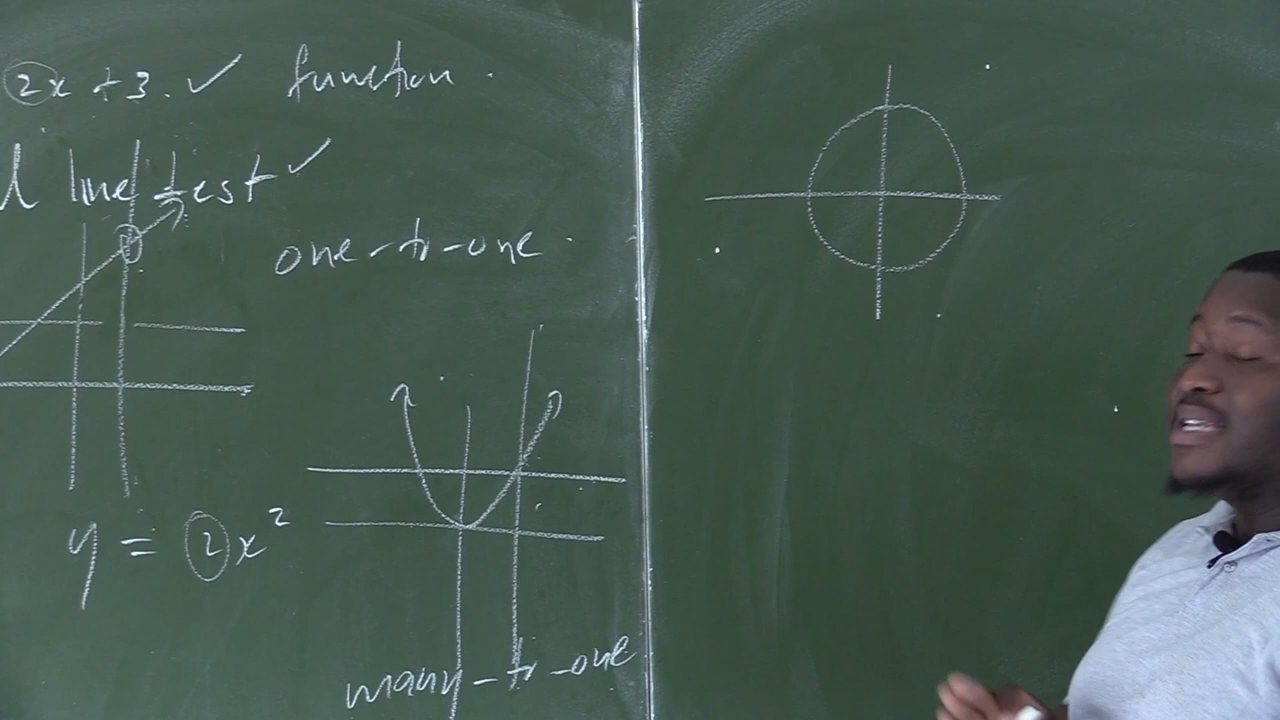 2x + 3. ✓ function.
line test ✓
one-to-one.
y = 2x²
many-to-one